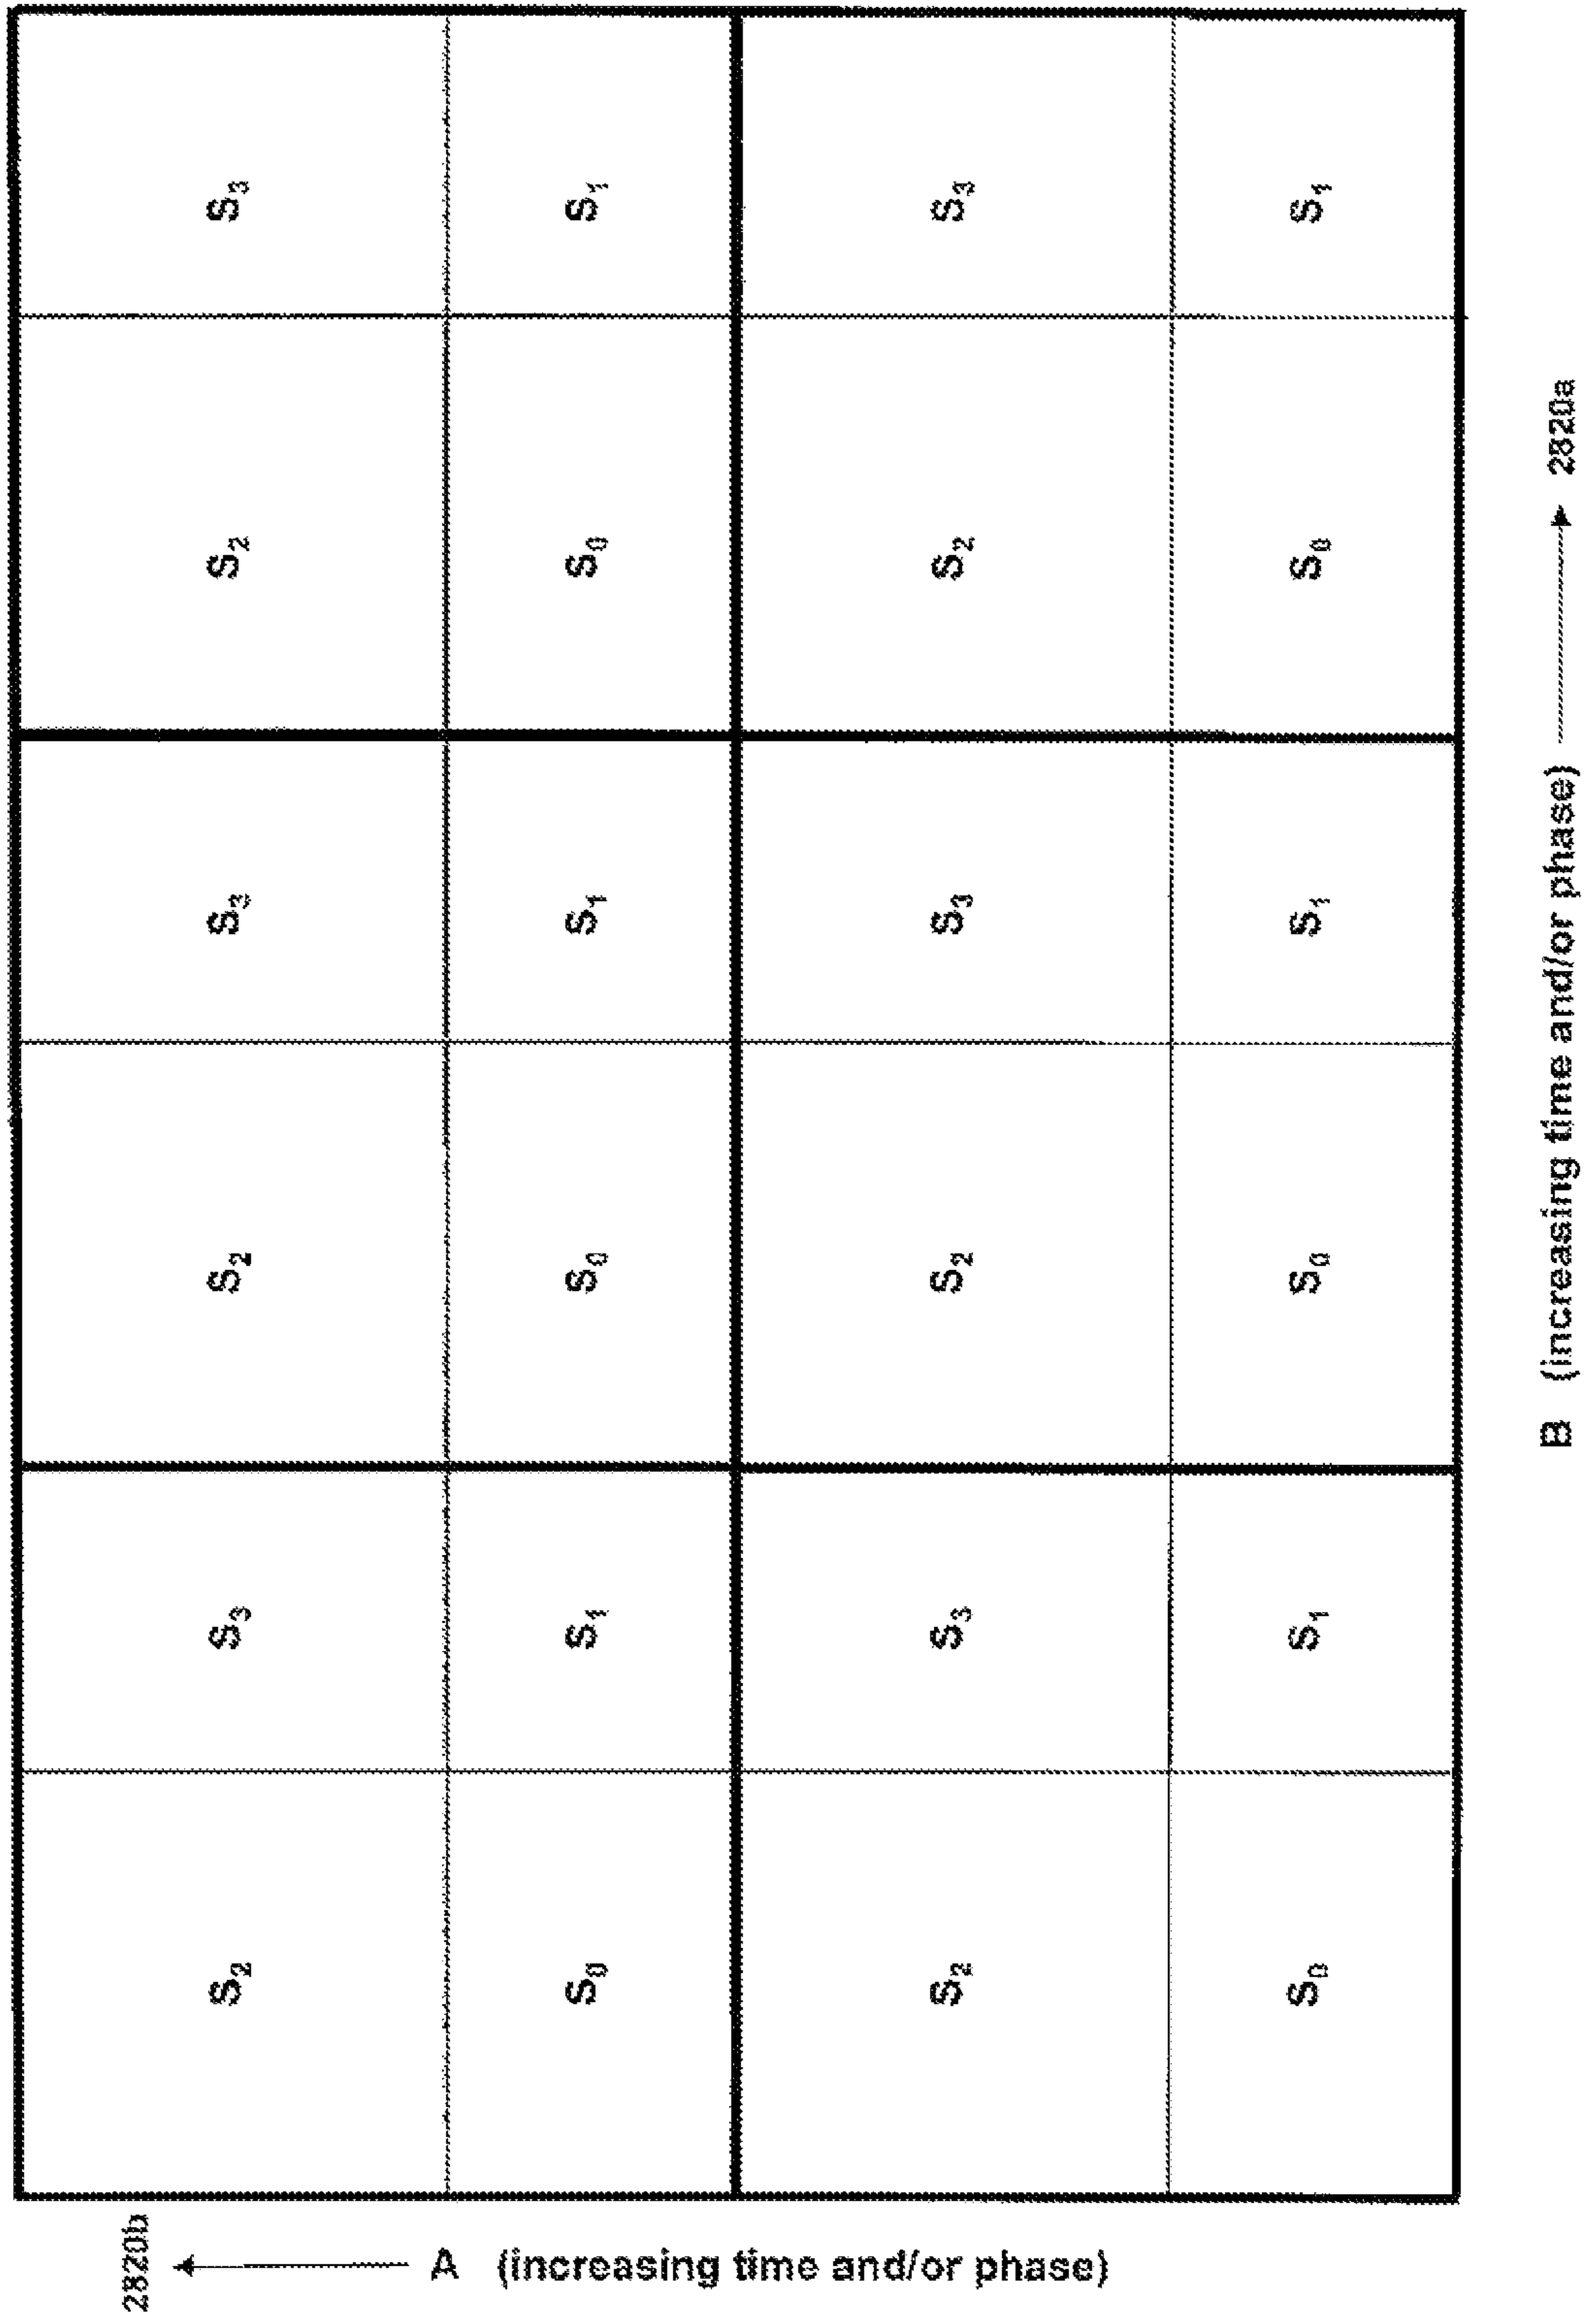 2820b
A (increasing time and/or phase)
S₂ S₃ S₂ S₃ S₂ S₃
S₀ S₁ S₀ S₁ S₀ S₁
S₂ S₃ S₂ S₃ S₂ S₃
S₀ S₁ S₀ S₁ S₀ S₁
B (increasing time and/or phase) → 2820a